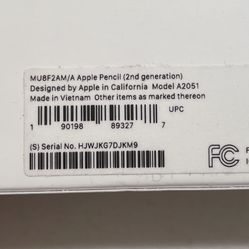 MU8F2AM/A Apple Pencil (2nd generation)
Designed by Apple in California Model A2051
Made in Vietnam Other items as marked thereon
UPC
1 90198 89327 7
(S) Serial No. HJWJKG7DJKM9
FC